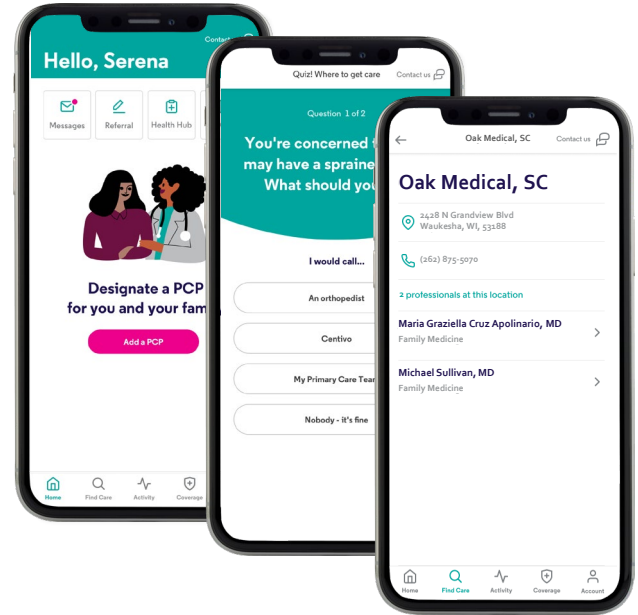 Contact
Hello, Serena
Messages
Referral
Health Hub
Designate a PCP
for you and your fam
Add a PCP
Home
Find Care
Activity
Coverage
Quiz! Where to get care
Contact us
Question 1 of 2
You're concerned
may have a spraine
What should you
I would call...
An orthopedist
Centivo
My Primary Care Tea
Nobody - it's fine
Oak Medical, SC
Contact us
Oak Medical, SC
2428 N Grandview Blvd
Waukesha, WI, 53188
(262) 875-5070
2 professionals at this location
Maria Graziella Cruz Apolinario, MD
Family Medicine
Michael Sullivan, MD
Family Medicine
Home
Find Care
Activity
Coverage
Account